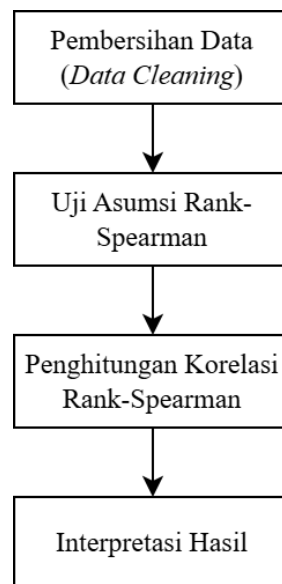 Pembersihan Data
(Data Cleaning)
Uji Asumsi Rank-
Spearman
Penghitungan Korelasi
Rank-Spearman
Interpretasi Hasil